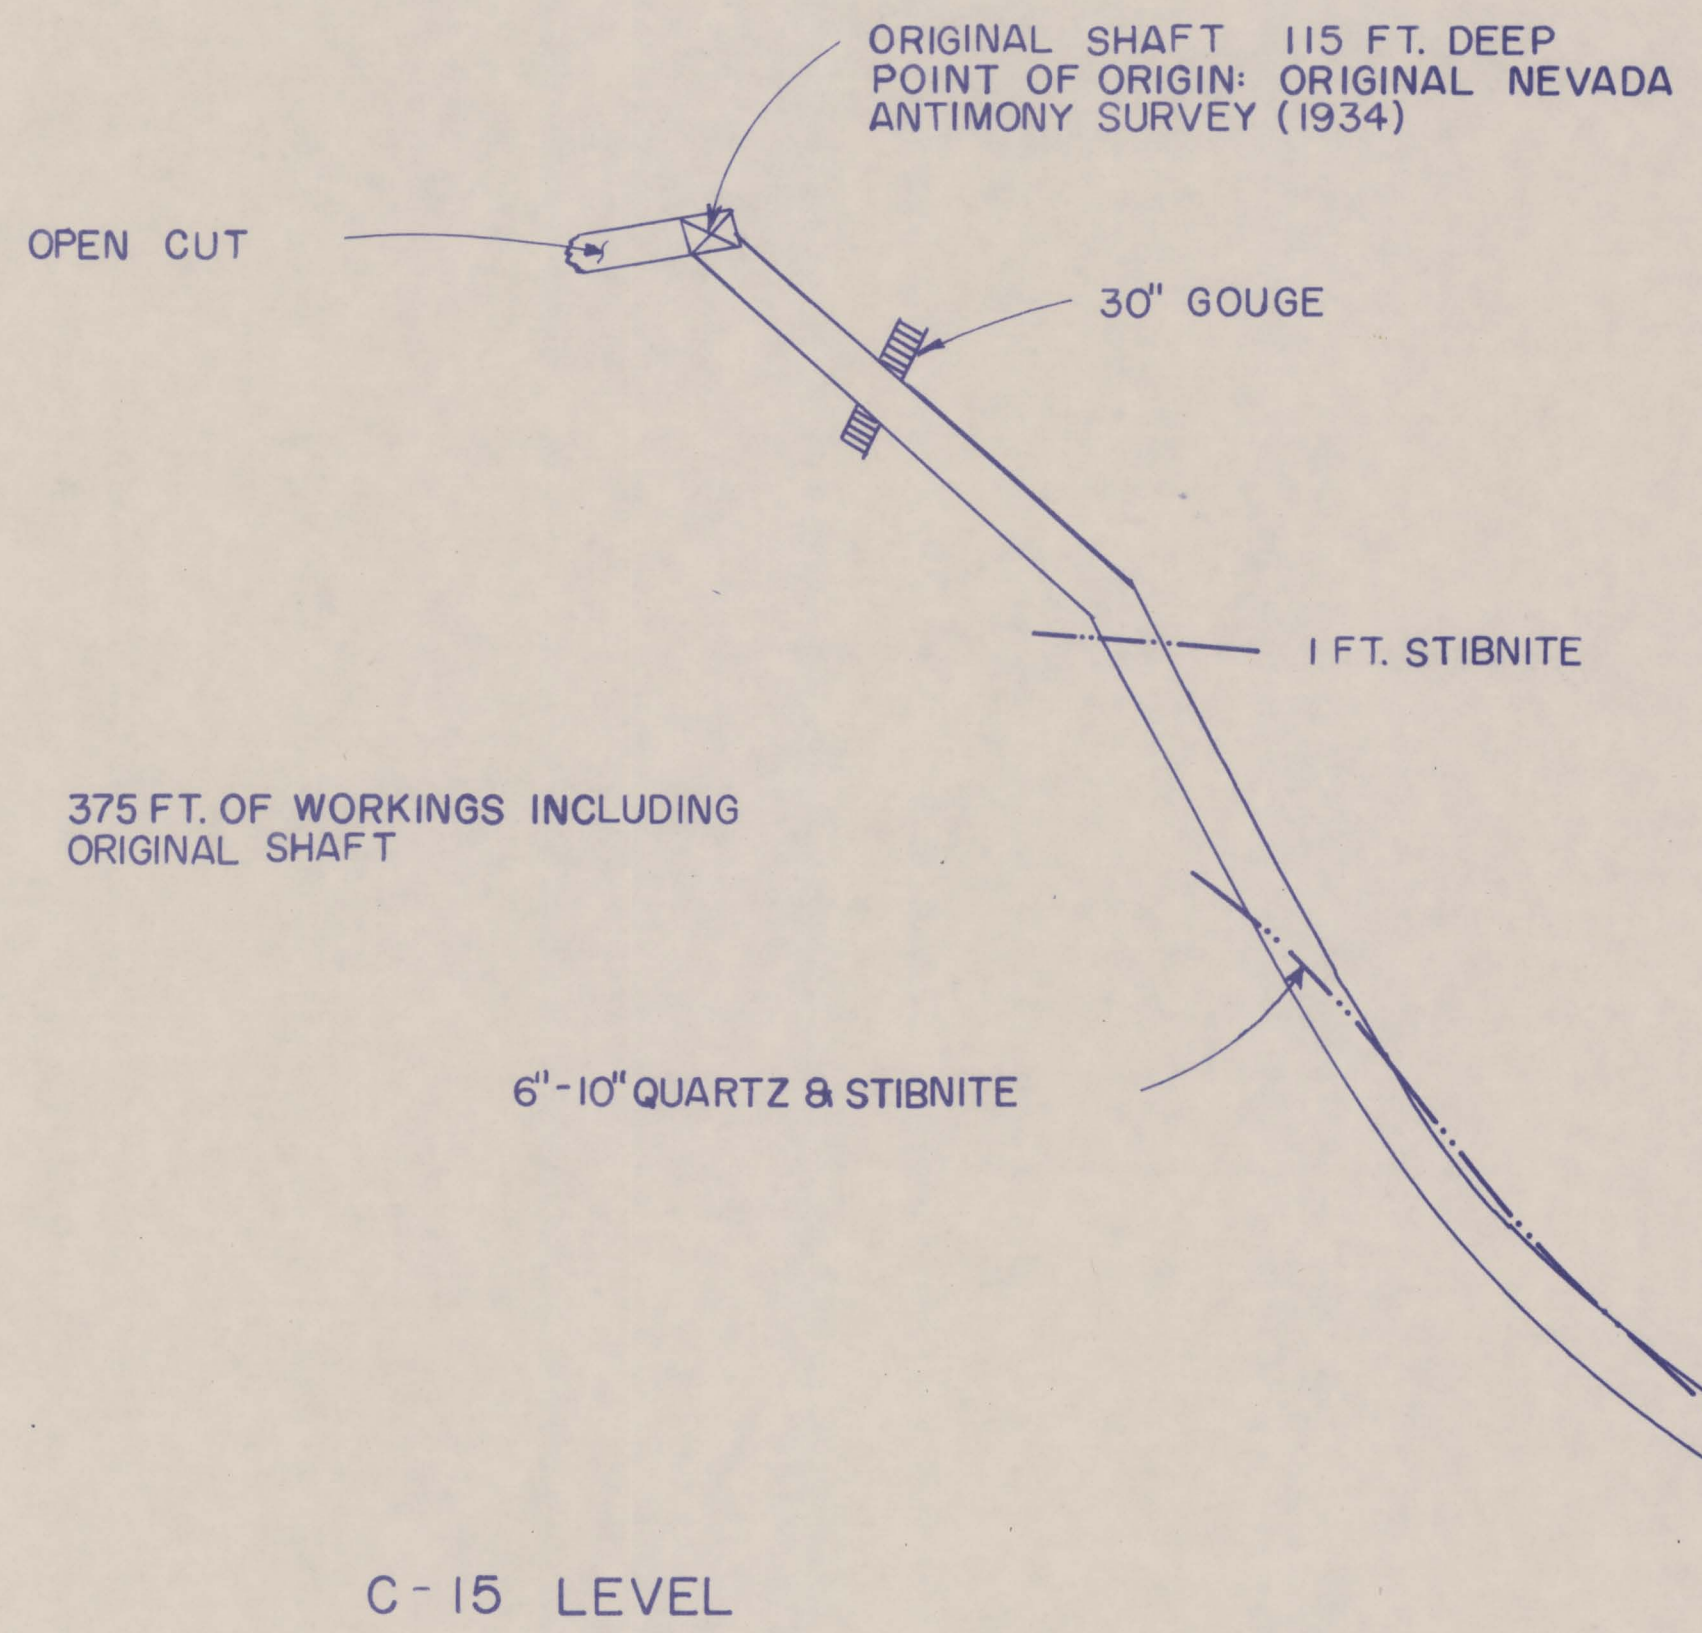 ORIGINAL SHAFT 115 FT. DEEP
POINT OF ORIGIN: ORIGINAL NEVADA
ANTIMONY SURVEY (1934)
OPEN CUT
30" GOUGE
1 FT. STIBNITE
375 FT. OF WORKINGS INCLUDING
ORIGINAL SHAFT
6"-10" QUARTZ & STIBNITE
C-15 LEVEL